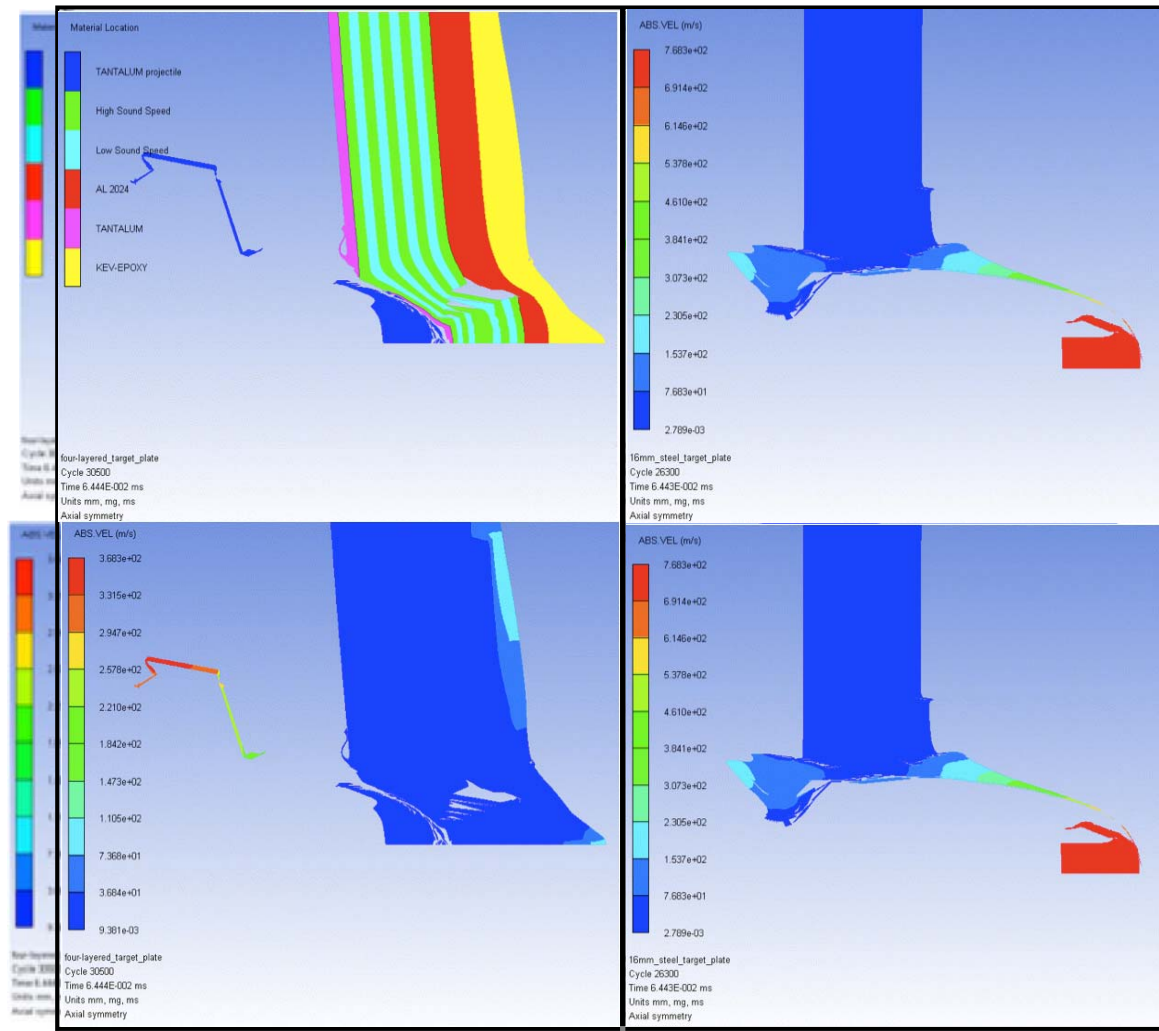 Material Location
TANTALUM projectile
High Sound Speed
Low Sound Speed
AL 2024
TANTALUM
KEV-EPOXY
four-layered_target_plate
Cycle 30500
Time 6.444E-002 ms
Units mm, mg, ms
Axial symmetry
ABS.VEL (m/s)
7.683e+02
6.914e+02
6.146e+02
5.378e+02
4.610e+02
3.841e+02
3.073e+02
2.305e+02
1.537e+02
7.683e+01
2.789e-03
16mm_steel_target_plate
Cycle 26300
Time 6.443E-002 ms
Units mm, mg, ms
Axial symmetry
ABS.VEL (m/s)
3.683e+02
3.315e+02
2.947e+02
2.578e+02
2.210e+02
1.842e+02
1.473e+02
1.105e+02
7.368e+01
3.684e+01
9.381e-03
four-layered_target_plate
Cycle 30500
Time 6.444E-002 ms
Units mm, mg, ms
Axial symmetry
ABS.VEL (m/s)
7.683e+02
6.914e+02
6.146e+02
5.378e+02
4.610e+02
3.841e+02
3.073e+02
2.305e+02
1.537e+02
7.683e+01
2.789e-03
16mm_steel_target_plate
Cycle 26300
Time 6.443E-002 ms
Units mm, mg, ms
Axial symmetry